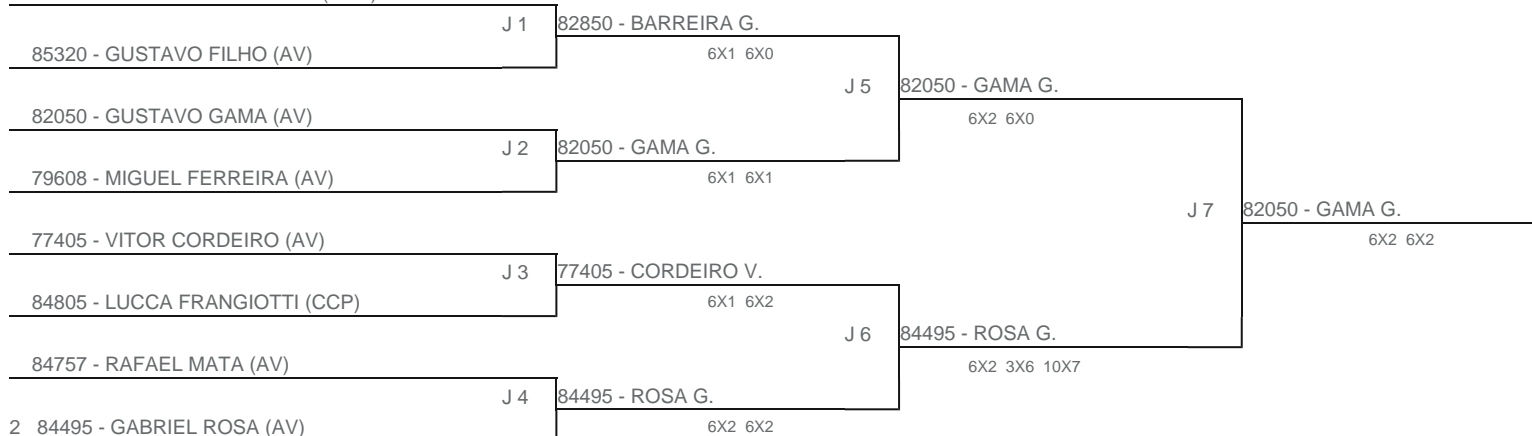 J 1
82850 - BARREIRA G.
85320 - GUSTAVO FILHO (AV)
6X1 6X0
J 5
82050 - GAMA G.
82050 - GUSTAVO GAMA (AV)
6X2 6X0
J 2
82050 - GAMA G.
79608 - MIGUEL FERREIRA (AV)
6X1 6X1
J 7
82050 - GAMA G.
77405 - VITOR CORDEIRO (AV)
6X2 6X2
J 3
77405 - CORDEIRO V.
84805 - LUCCA FRANGIOTTI (CCP)
6X1 6X2
J 6
84495 - ROSA G.
84757 - RAFAEL MATA (AV)
6X2 3X6 10X7
J 4
84495 - ROSA G.
2 84495 - GABRIEL ROSA (AV)
6X2 6X2